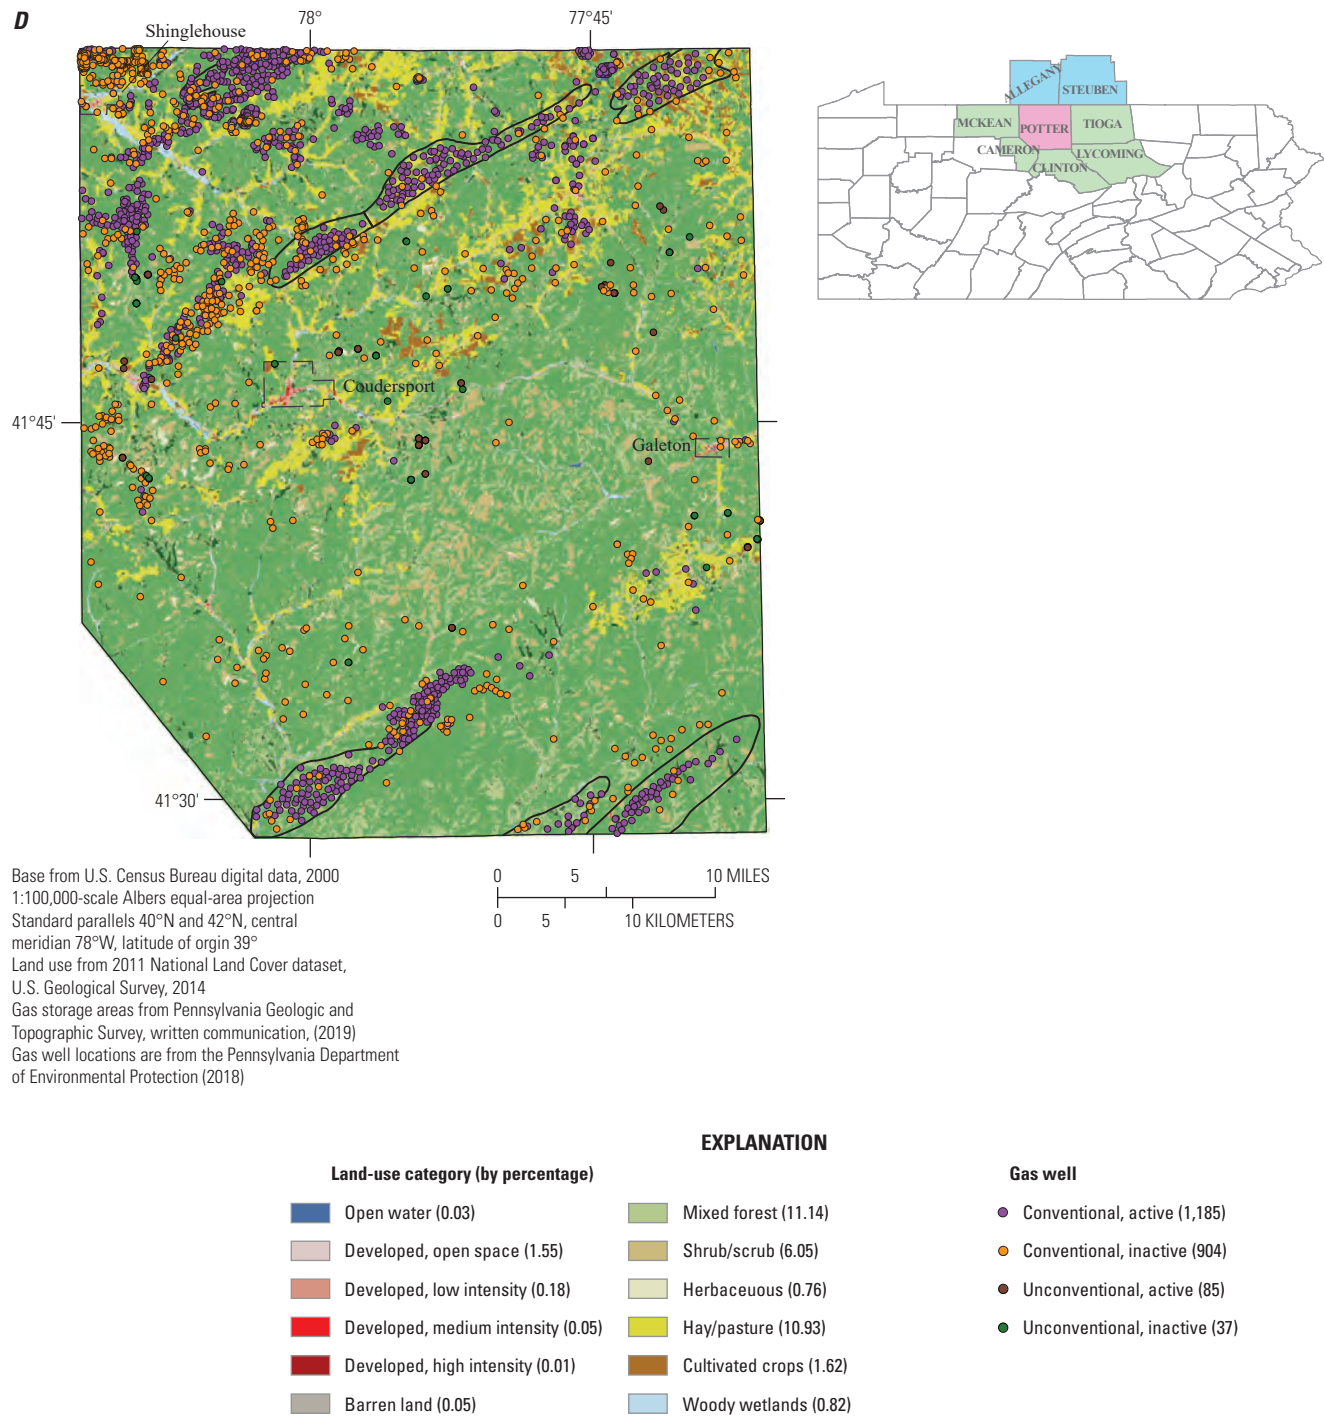 D
78°
77°45'
Shinglehouse
Coudersport
41°45'
Galeton
41°30'
ALLEGANY
STEUBEN
MCKEAN
POTTER
TIOGA
CAMERON
LYCOMING
CLINTON
Base from U.S. Census Bureau digital data, 2000
1:100,000-scale Albers equal-area projection
Standard parallels 40°N and 42°N, central
meridian 78°W, latitude of orgin 39°
Land use from 2011 National Land Cover dataset,
U.S. Geological Survey, 2014
Gas storage areas from Pennsylvania Geologic and
Topographic Survey, written communication, (2019)
Gas well locations are from the Pennsylvania Department
of Environmental Protection (2018)
0 5 10 MILES
0 5 10 KILOMETERS
EXPLANATION
Land-use category (by percentage)
Open water (0.03)
Developed, open space (1.55)
Developed, low intensity (0.18)
Developed, medium intensity (0.05)
Developed, high intensity (0.01)
Barren land (0.05)
Mixed forest (11.14)
Shrub/scrub (6.05)
Herbaceuous (0.76)
Hay/pasture (10.93)
Cultivated crops (1.62)
Woody wetlands (0.82)
Gas well
Conventional, active (1,185)
Conventional, inactive (904)
Unconventional, active (85)
Unconventional, inactive (37)